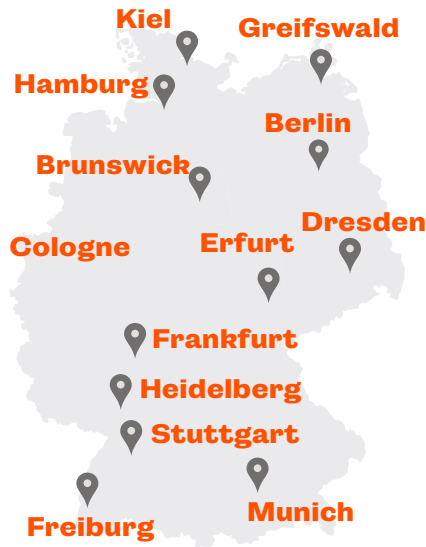 Kiel
Greifswald
Hamburg
Berlin
Brunswick
Dresden
Erfurt
Cologne
Frankfurt
Heidelberg
Stuttgart
Munich
Freiburg